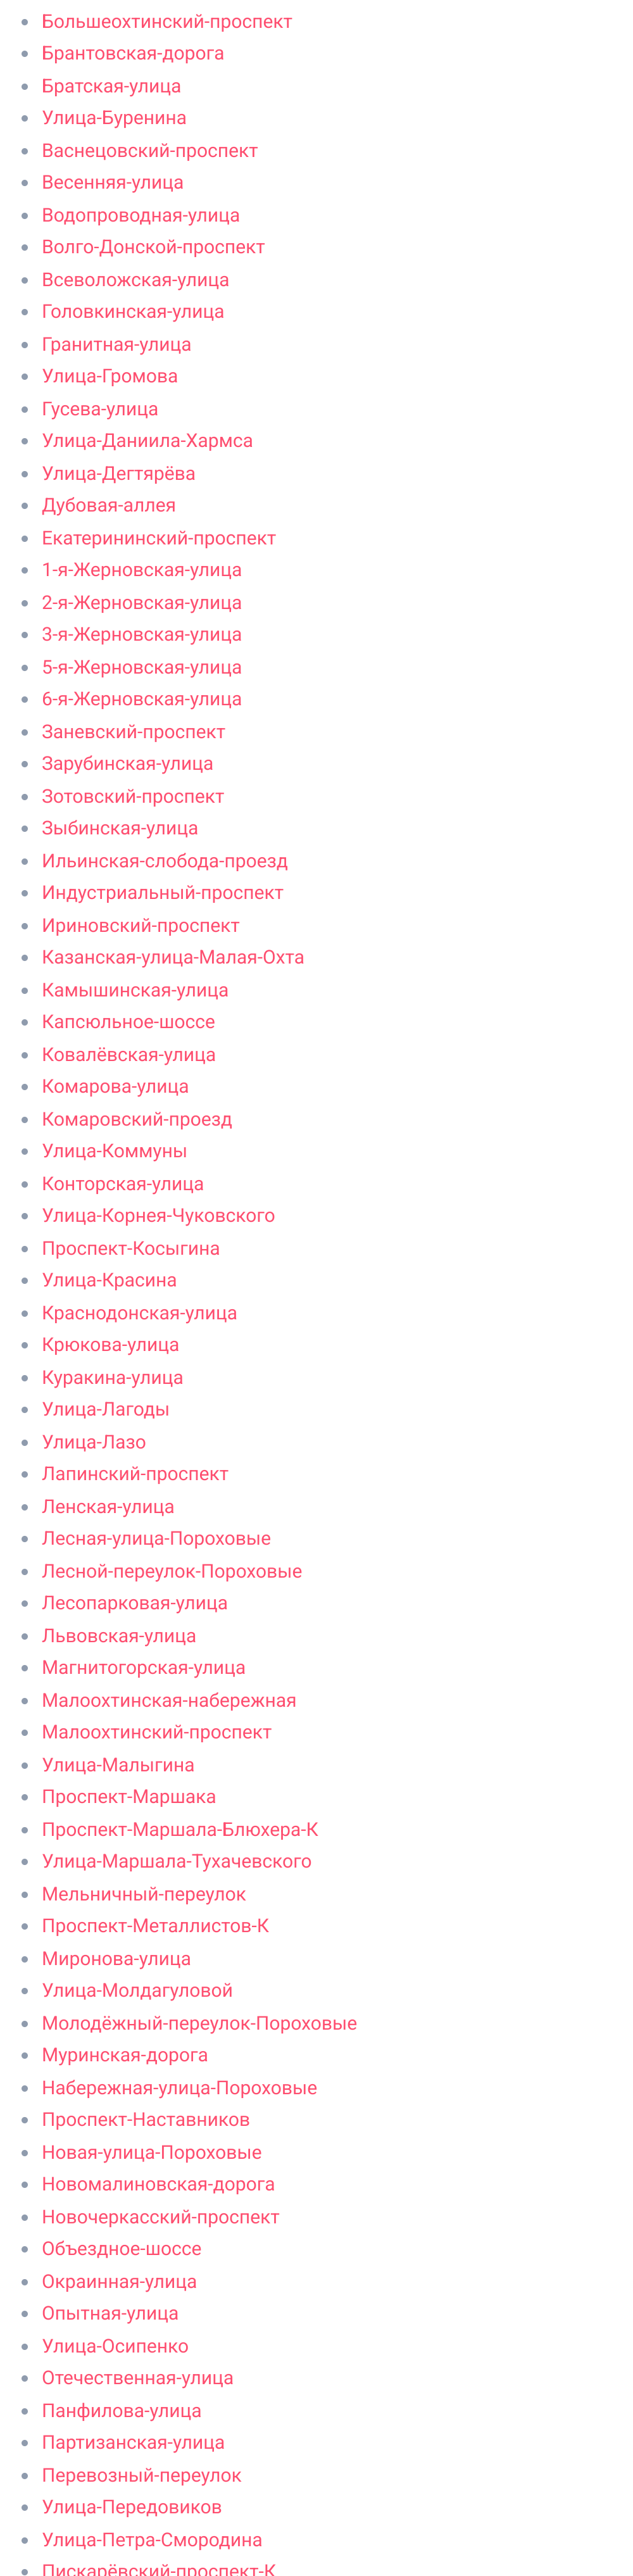 Большеохтинский-проспект
Брантовская-дорога
Братская-улица
Улица-Буренина
Васнецовский-проспект
Весенняя-улица
Водопроводная-улица
Волго-Донской-проспект
Всеволожская-улица
Головкинская-улица
Гранитная-улица
Улица-Громова
Гусева-улица
Улица-Даниила-Хармса
Улица-Дегтярёва
Дубовая-аллея
Екатерининский-проспект
1-я-Жерновская-улица
2-я-Жерновская-улица
3-я-Жерновская-улица
5-я-Жерновская-улица
6-я-Жерновская-улица
Заневский-проспект
Зарубинская-улица
Зотовский-проспект
Зыбинская-улица
Ильинская-слобода-проезд
Индустриальный-проспект
Ириновский-проспект
Казанская-улица-Малая-Охта
Камышинская-улица
Капсюльное-шоссе
Ковалёвская-улица
Комарова-улица
Комаровский-проезд
Улица-Коммуны
Конторская-улица
Улица-Корнея-Чуковского
Проспект-Косыгина
Улица-Красина
Краснодонская-улица
Крюкова-улица
Куракина-улица
Улица-Лагоды
Улица-Лазо
Лапинский-проспект
Ленская-улица
Лесная-улица-Пороховые
Лесной-переулок-Пороховые
Лесопарковая-улица
Львовская-улица
Магнитогорская-улица
Малоохтинская-набережная
Малоохтинский-проспект
Улица-Малыгина
Проспект-Маршака
Проспект-Маршала-Блюхера-К
Улица-Маршала-Тухачевского
Мельничный-переулок
Проспект-Металлистов-К
Миронова-улица
Улица-Молдагуловой
Молодёжный-переулок-Пороховые
Муринская-дорога
Набережная-улица-Пороховые
Проспект-Наставников
Новая-улица-Пороховые
Новомалиновская-дорога
Новочеркасский-проспект
Объездное-шоссе
Окраинная-улица
Опытная-улица
Улица-Осипенко
Отечественная-улица
Панфилова-улица
Партизанская-улица
Перевозный-переулок
Улица-Передовиков
Улица-Петра-Смородина
Пискарёвский-проспект-К